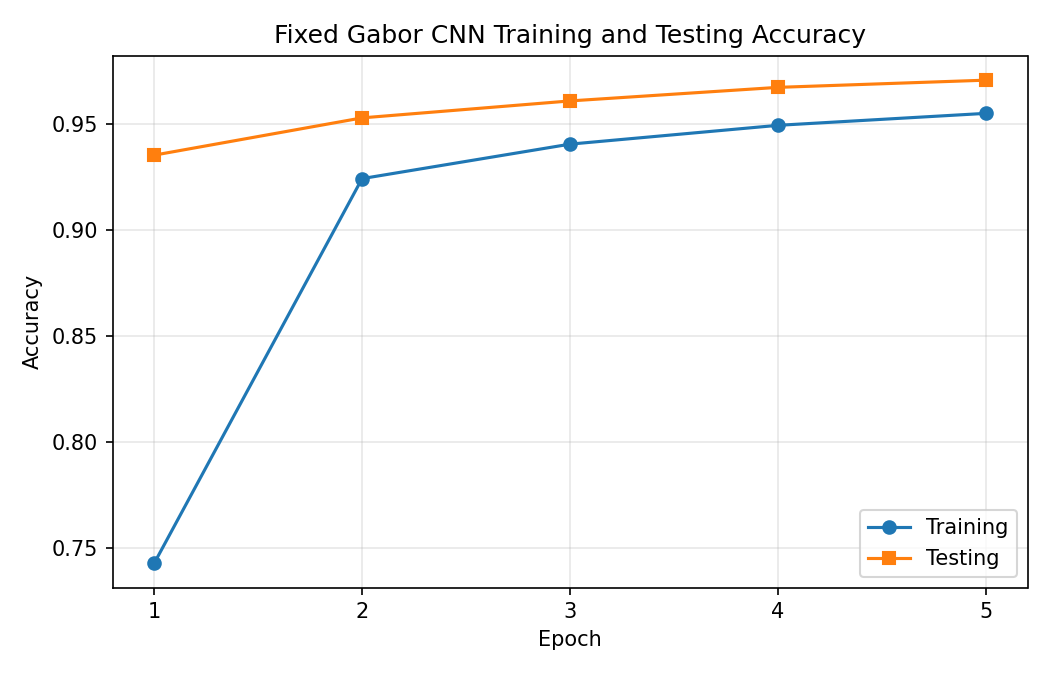 Fixed Gabor CNN Training and Testing Accuracy
Accuracy
0.95
0.90
0.85
0.80
0.75
1 2 3 4 5
Epoch
Training
Testing